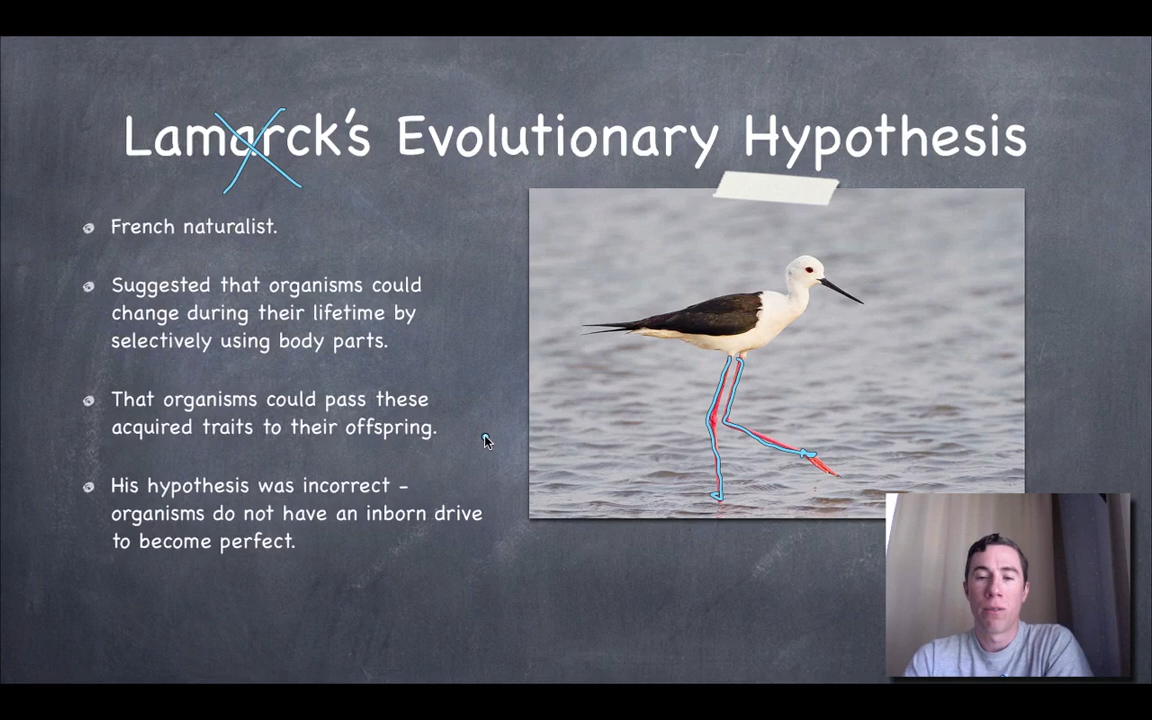 Lamarck's Evolutionary Hypothesis
French naturalist.
Suggested that organisms could
change during their lifetime by
selectively using body parts.
That organisms could pass these
acquired traits to their offspring.
His hypothesis was incorrect -
organisms do not have an inborn drive
to become perfect.